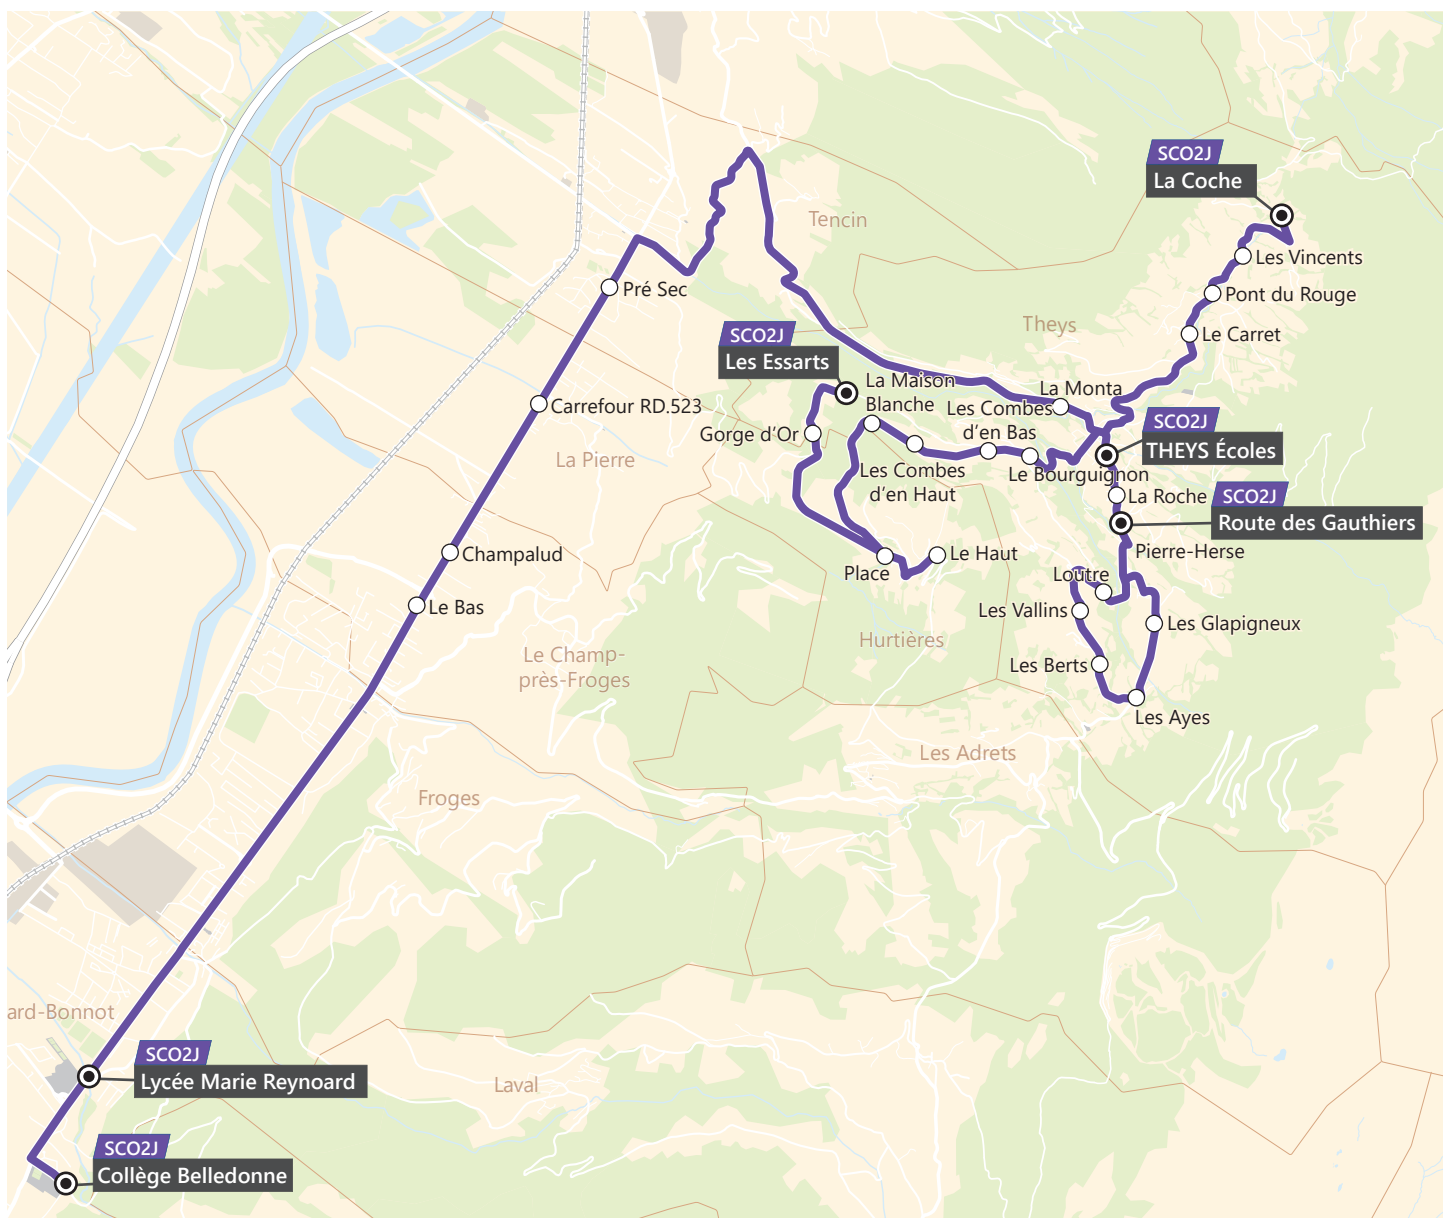 SCO2J
La Coche
Tencin
Les Vincents
Pré Sec
Pont du Rouge
SCO2J
Theys
Le Carret
Les Essarts
La Maison
Blanche
La Monta
Carrefour RD.523
Les Combes
d'en Bas
SCO2J
THEYS Écoles
Gorge d'Or
La Pierre
Les Combes
d'en Haut
Le Bourguignon
La Roche
SCO2J
Route des Gauthiers
Champalud
Le Haut
Pierre-Herse
Place
Loutre
Le Bas
Les Vallins
Les Glapigneux
Hurtières
Le Champ-
près-Froges
Les Berts
Les Ayes
Les Adrets
Froges
ard-Bonnot
SCO2J
Lycée Marie Reynoard
Laval
SCO2J
Collège Belledonne